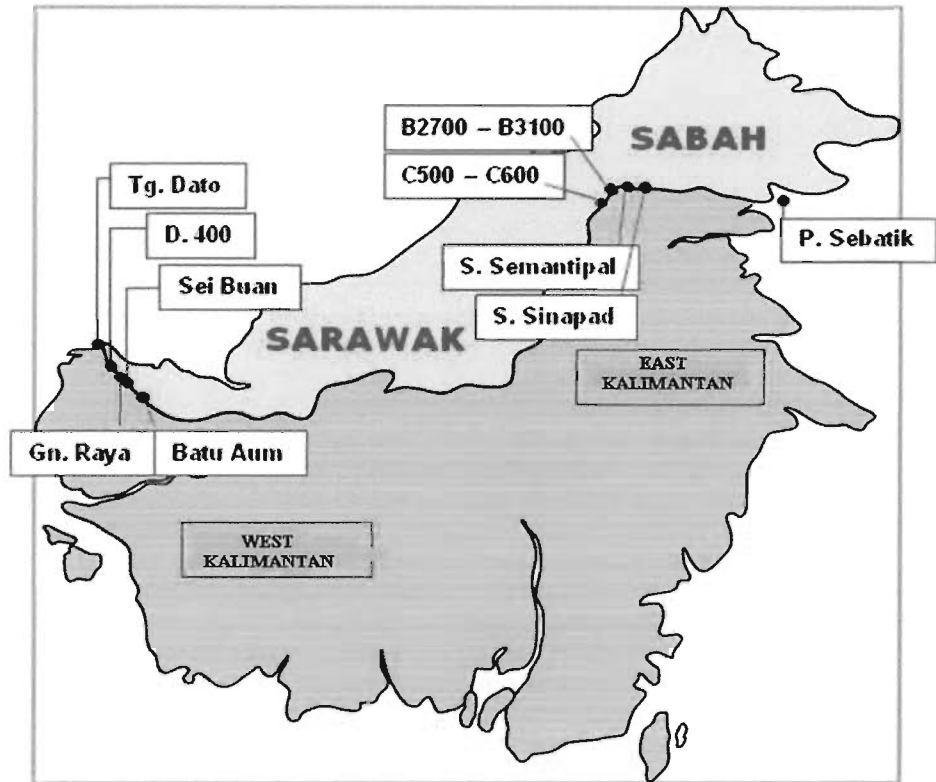 B2700 – B3100
SABAH
Tg. Dato
C500 – C600
D. 400
P. Sebatik
S. Semantipal
Sei Buan
S. Sinapad
SARAWAK
EAST
KALIMANTAN
Gn. Raya
Batu Aum
WEST
KALIMANTAN